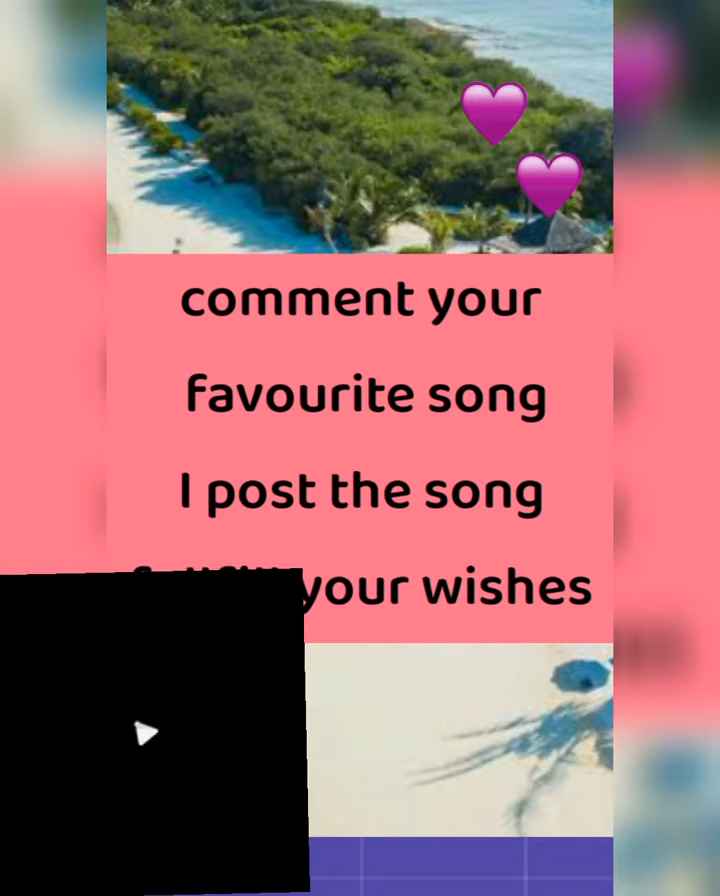 comment your
favourite song
I post the song
your wishes